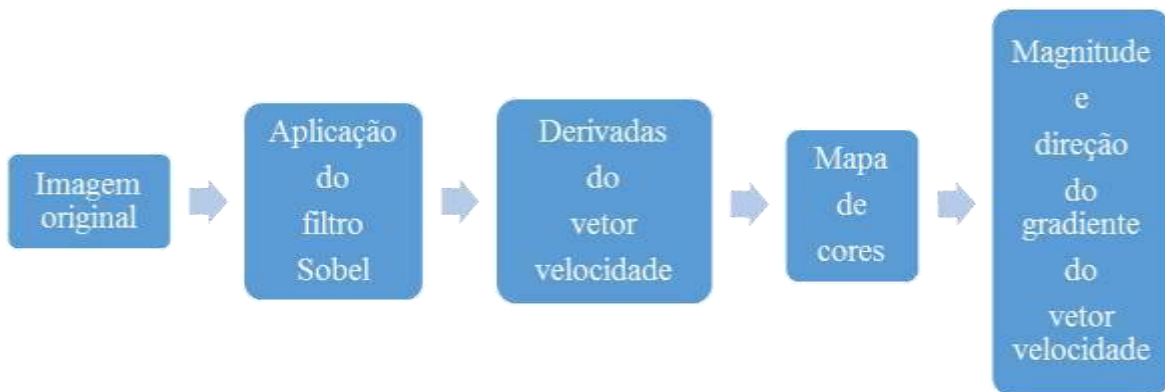 Imagem
original
Aplicação
do
filtro
Sobel
Derivadas
do
vetor
velocidade
Mapa
de
cores
Magnitude
e
direção
do
gradiente
do
vetor
velocidade